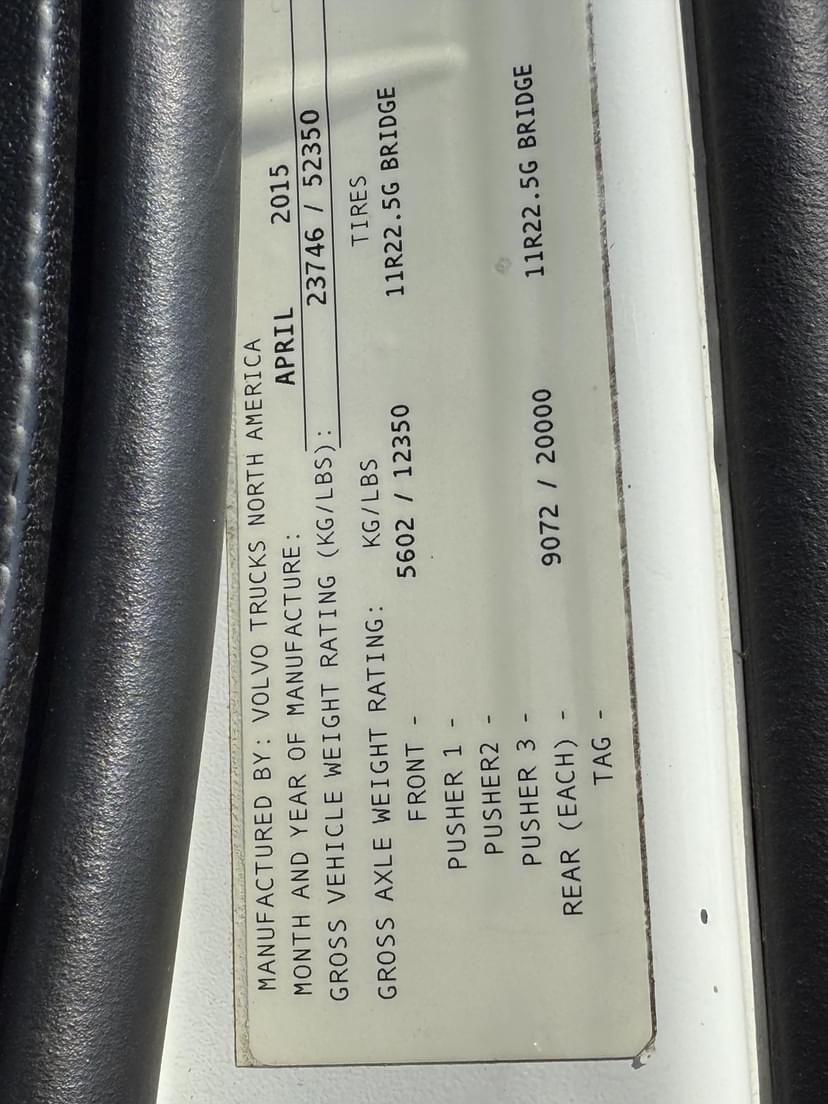 MANUFACTURED BY: VOLVO TRUCKS NORTH AMERICA
MONTH AND YEAR OF MANUFACTURE: APRIL 2015
GROSS VEHICLE WEIGHT RATING (KG/LBS): 23746 / 52350
GROSS AXLE WEIGHT RATING: KG/LBS TIRES
FRONT - 5602 / 12350 11R22.5G BRIDGE
PUSHER 1 -
PUSHER2 -
PUSHER 3 -
REAR (EACH) - 9072 / 20000 11R22.5G BRIDGE
TAG -